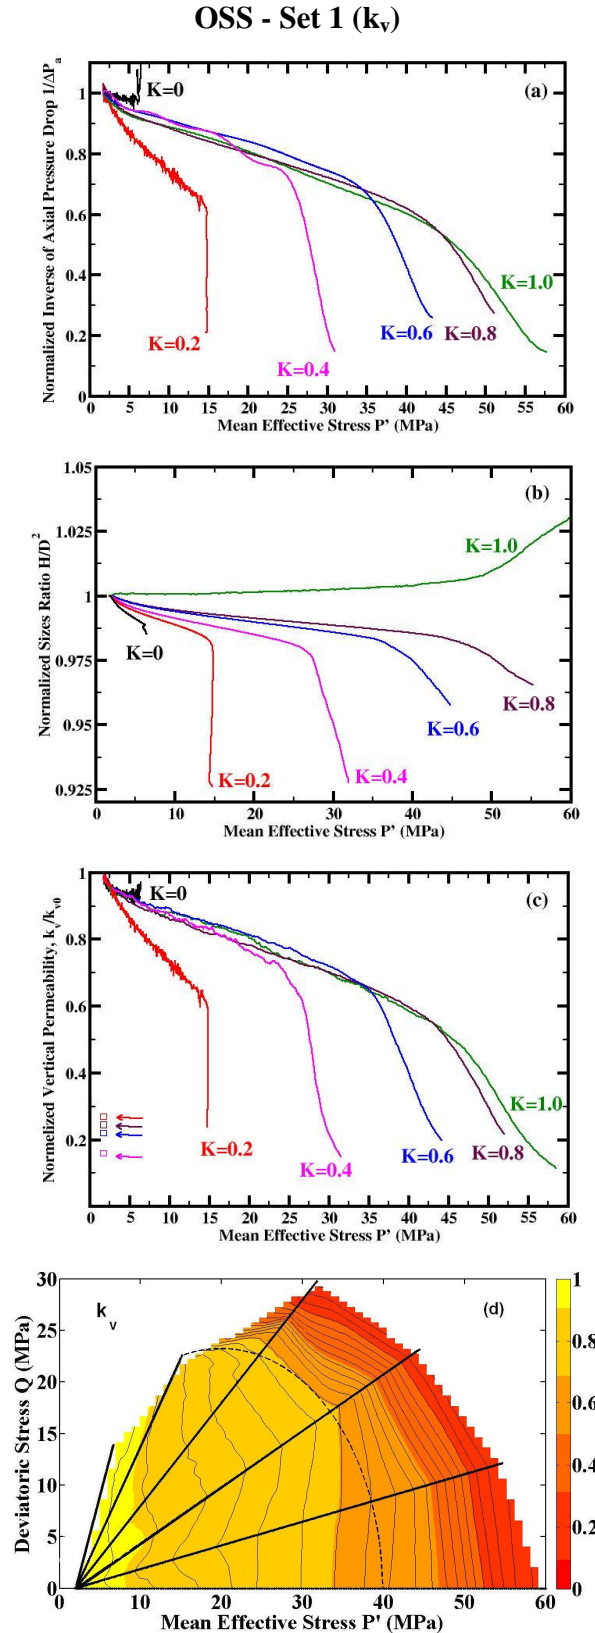 OSS - Set 1 (kv)
Normalized Inverse of Axial Pressure Drop 1/ΔPa
1
0.8
0.6
0.4
0.2
0
(a)
K=0
K=0.2
K=0.4
K=0.6
K=0.8
K=1.0
0 5 10 15 20 25 30 35 40 45 50 55 60
Mean Effective Stress P' (MPa)
Normalized Sizes Ratio H/D²
1.05
1.025
1
0.975
0.95
0.925
(b)
K=1.0
K=0
K=0.8
K=0.6
K=0.4
K=0.2
0 10 20 30 40 50 60
Mean Effective Stress P' (MPa)
Normelized Vertical Permeability, kv/kv0
1
0.8
0.6
0.4
0.2
(c)
K=0
K=1.0
K=0.2
K=0.4
K=0.6
K=0.8
0 5 10 15 20 25 30 35 40 45 50 55 60
Mean Effective Stress P' (MPa)
Deviatoric Stress Q (MPa)
30
25
20
15
10
5
0
kv
(d)
0 10 20 30 40 50 60
Mean Effective Stress P' (MPa)
1
0.8
0.6
0.4
0.2
0